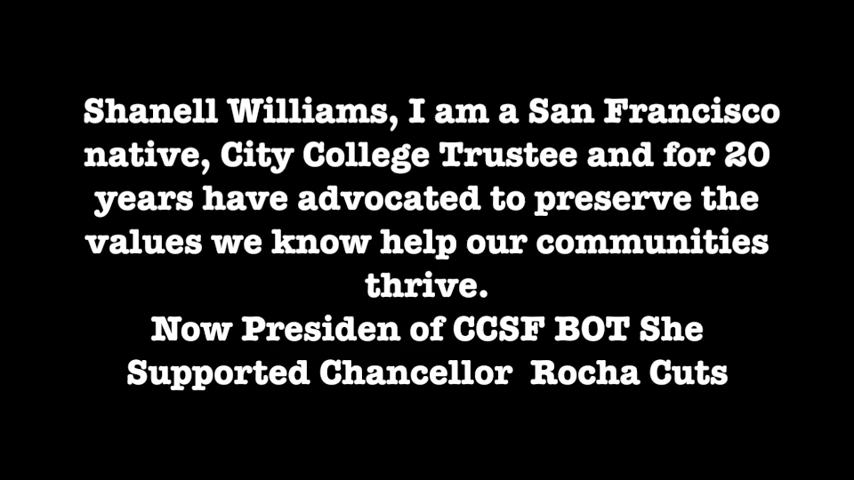 Shanell Williams, I am a San Francisco
native, City College Trustee and for 20
years have advocated to preserve the
values we know help our communities
thrive.
Now Presiden of CCSF BOT She
Supported Chancellor  Rocha Cuts